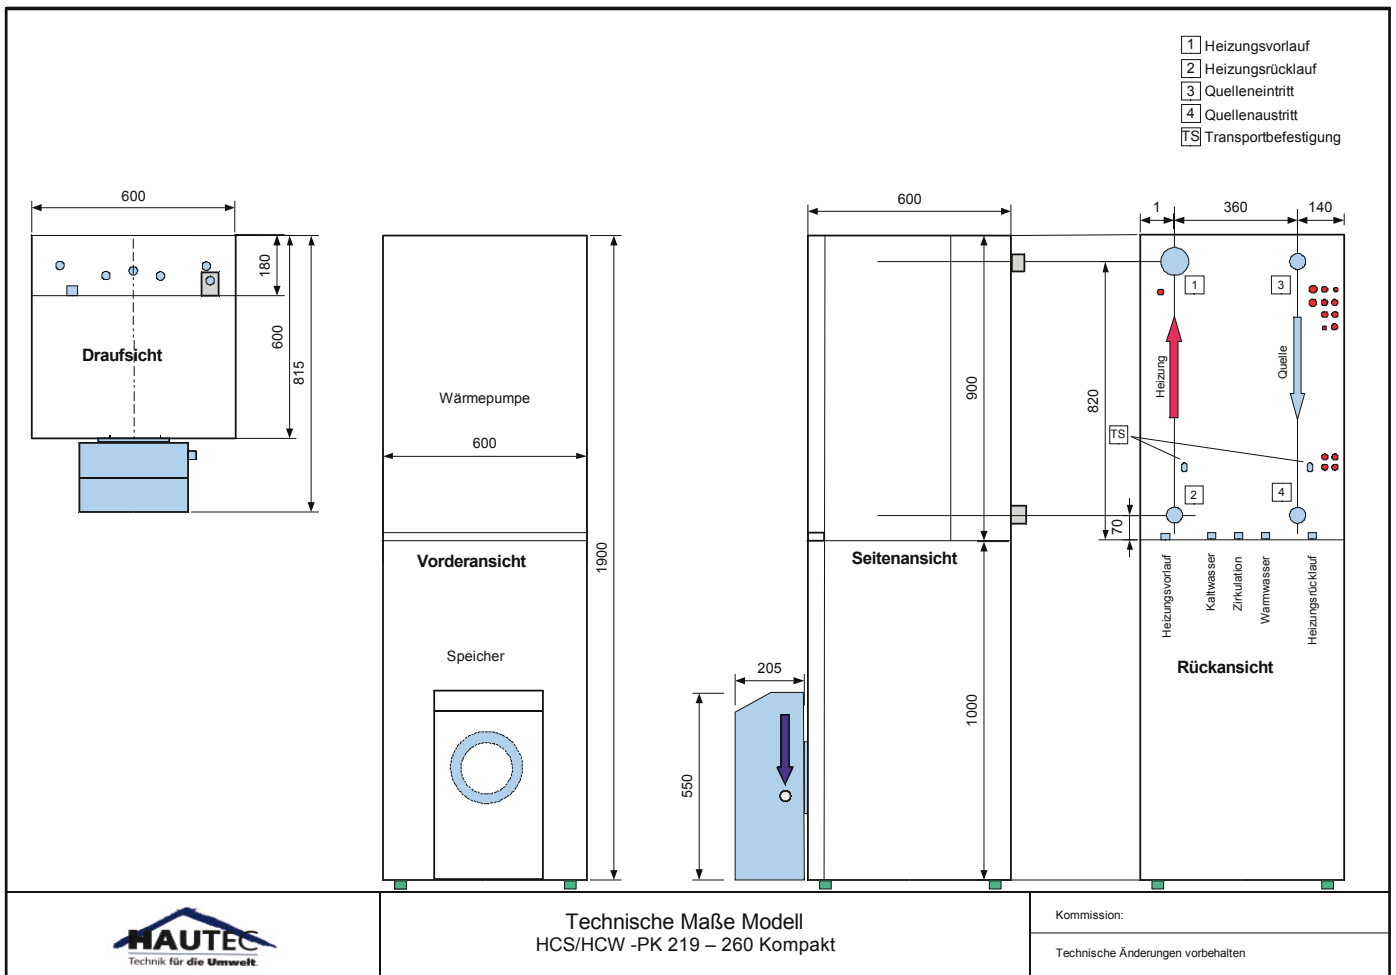 1 Heizungsvorlauf
2 Heizungsrücklauf
3 Quelleneintritt
4 Quellenaustritt
TS Transportbefestigung
600
180
600
815
Draufsicht
Wärmepumpe
600
1900
Vorderansicht
Speicher
600
900
Seitenansicht
1000
205
550
1
360
140
1
3
Heizung
Quelle
820
TS
2
4
70
Heizungsvorlauf
Kaltwasser
Zirkulation
Warmwasser
Heizungsrücklauf
Rückansicht
HAUTEC
Technik für die Umwelt.
Technische Maße Modell
HCS/HCW -PK 219 – 260 Kompakt
Kommission:
Technische Änderungen vorbehalten